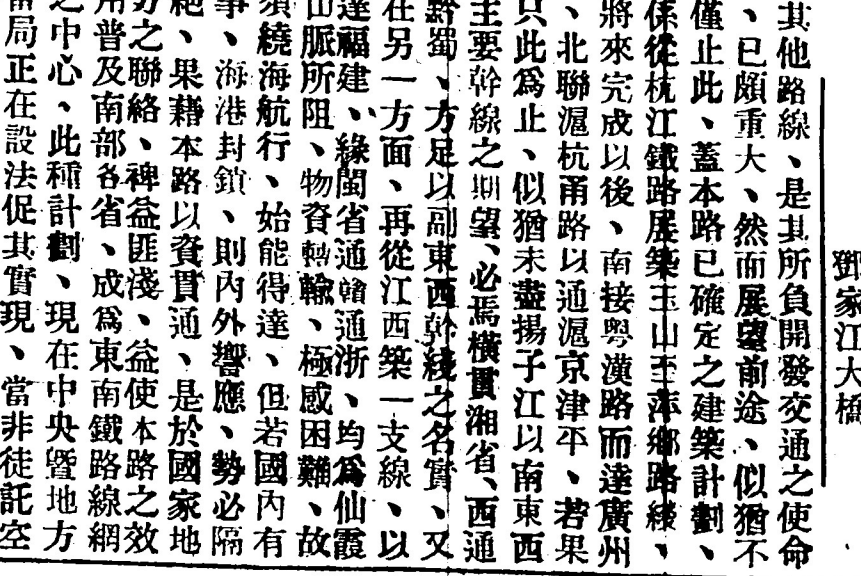 鄧家江大橋
其他路線、是其所負開發交通之使命
、已頗重大、然而展望前途、似猶不
僅止此、蓋本路已確定之建築計劃、
係從杭江鐵路展築玉山至萍鄉路綫、
將來完成以後、南接粵漢路而達廣州
、北聯滬杭甬路以通滬京津平、若果
只此爲止、似猶未盡揚子江以南東西
主要幹線之期望、必焉橫貫湘省、西通
黔蜀、方足以副東西幹綫之名實、又
在另一方面、再從江西築一支線、以
達福建、緣閩省通贛通浙、均爲仙霞
山脈所阻、物資轉輸、極感困難、故
須繞海航行、始能得達、但若國內有
事、海港封鎖、則內外響應、勢必隔
絕、果藉本路以資貫通、是於國家地
方之聯絡、裨益匪淺、益使本路之效
用普及南部各省、成爲東南鐵路線網
之中心、此種計劃、現在中央暨地方
當局正在設法促其實現、當非徒託空